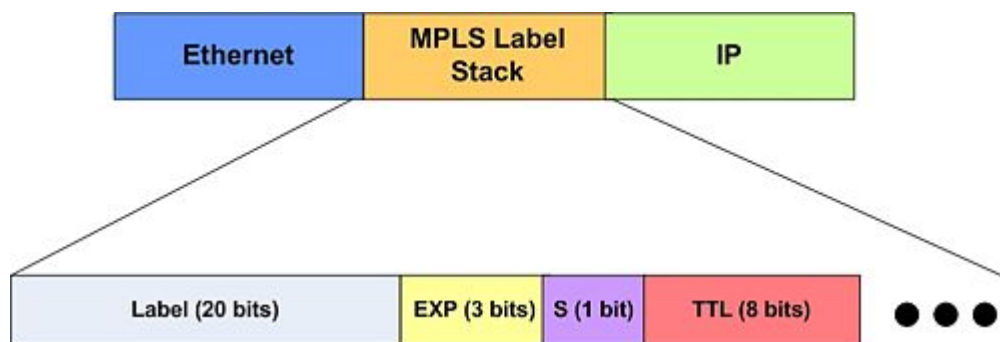 Ethernet
MPLS Label
Stack
IP
Label (20 bits)
EXP (3 bits)
S (1 bit)
TTL (8 bits)